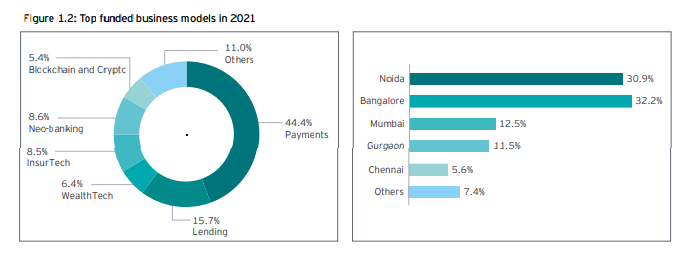 Figure 1.2: Top funded business models in 2021
11.0%
Others
5.4%
Blockchain and Crypto
8.6%
Neo-banking
8.5%
InsurTech
6.4%
WealthTech
15.7%
Lending
44.4%
Payments
Noida 30.9%
Bangalore 32.2%
Mumbai 12.5%
Gurgaon 11.5%
Chennai 5.6%
Others 7.4%